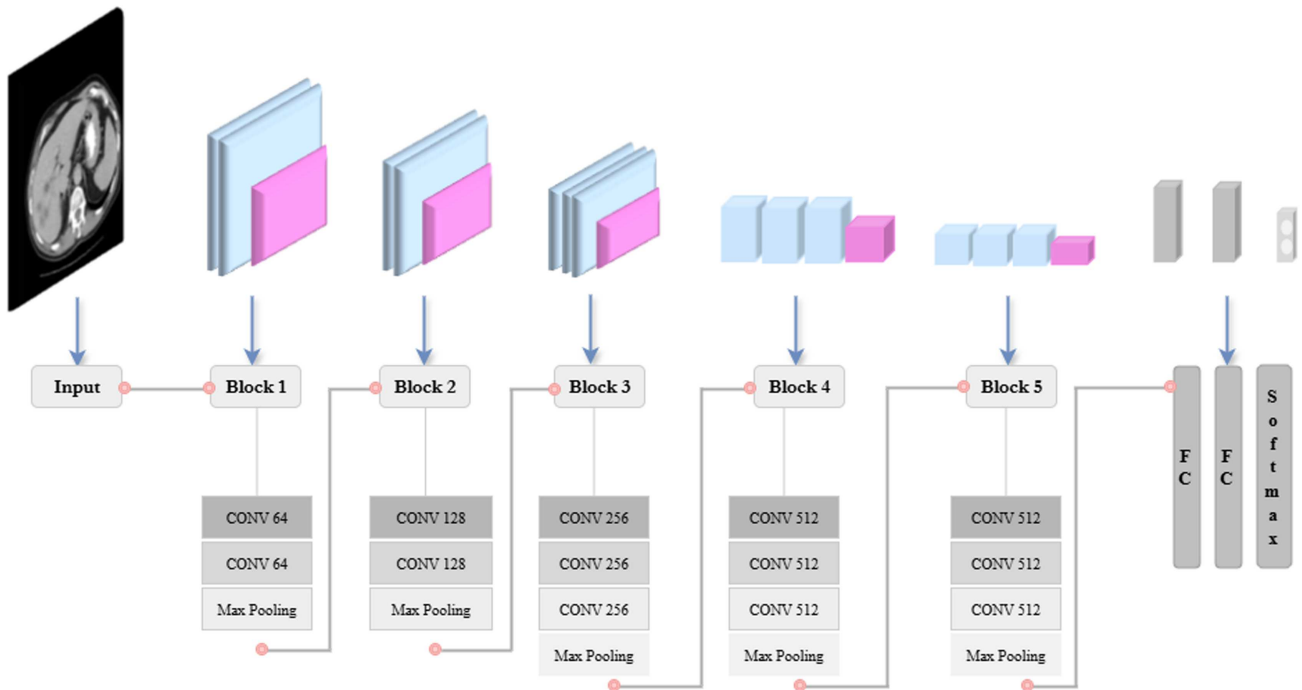 Input
Block 1
Block 2
Block 3
Block 4
Block 5
FC
FC
Softmax
CONV 64
CONV 64
Max Pooling
CONV 128
CONV 128
Max Pooling
CONV 256
CONV 256
CONV 256
Max Pooling
CONV 512
CONV 512
CONV 512
Max Pooling
CONV 512
CONV 512
CONV 512
Max Pooling